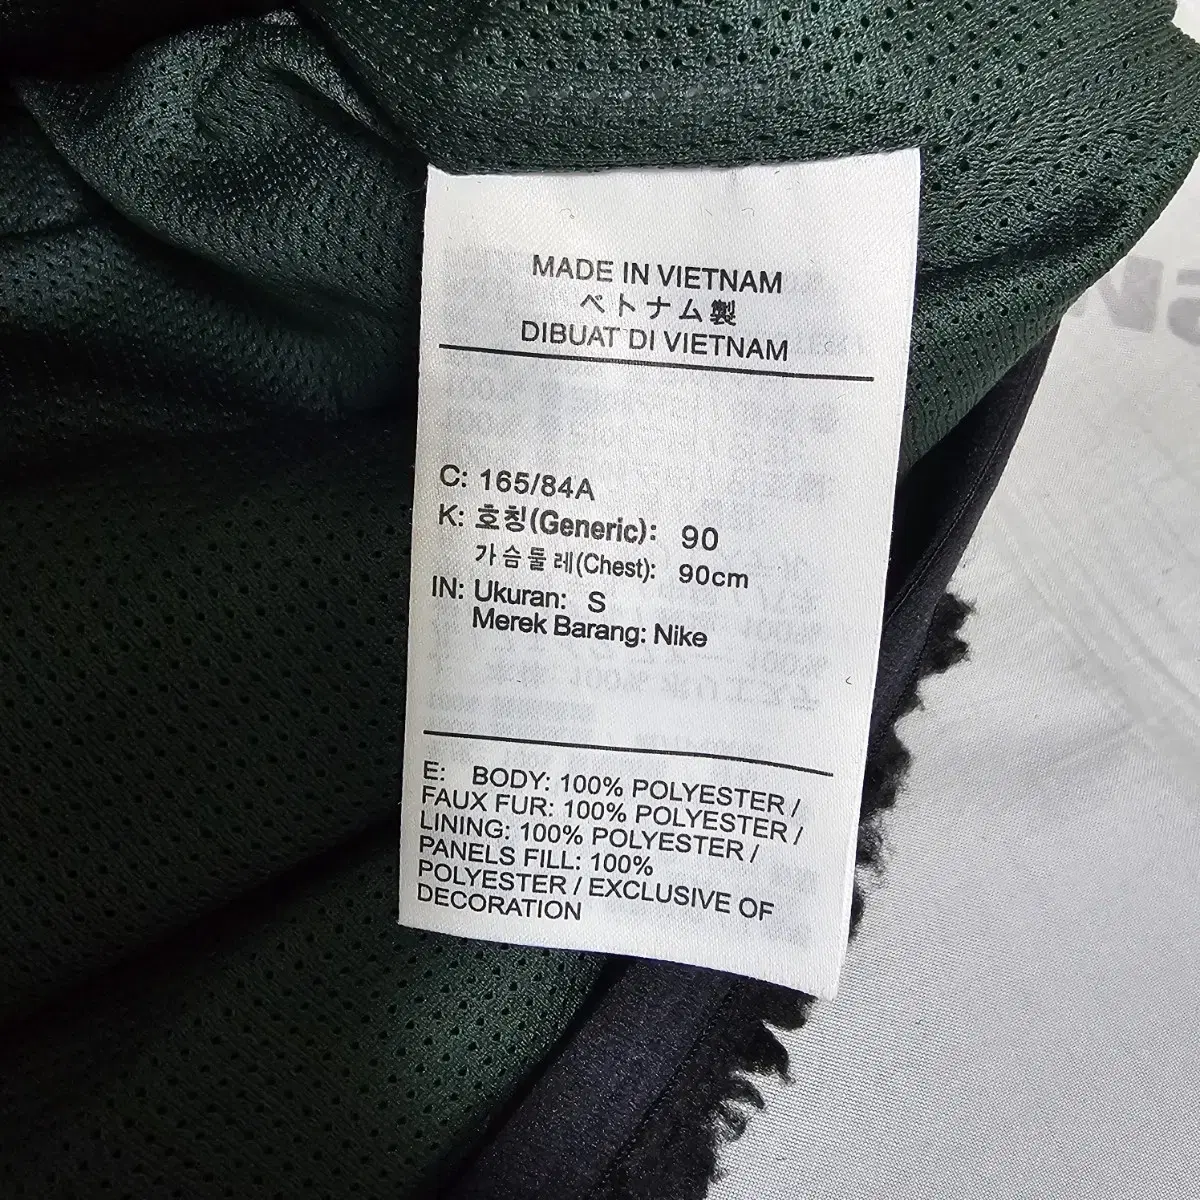 MADE IN VIETNAM
ベトナム製
DIBUAT DI VIETNAM
C: 165/84A
K: 호칭(Generic): 90
가슴둘레(Chest): 90cm
IN: Ukuran: S
Merek Barang: Nike
E: BODY: 100% POLYESTER /
FAUX FUR: 100% POLYESTER /
LINING: 100% POLYESTER /
PANELS FILL: 100%
POLYESTER / EXCLUSIVE OF
DECORATION